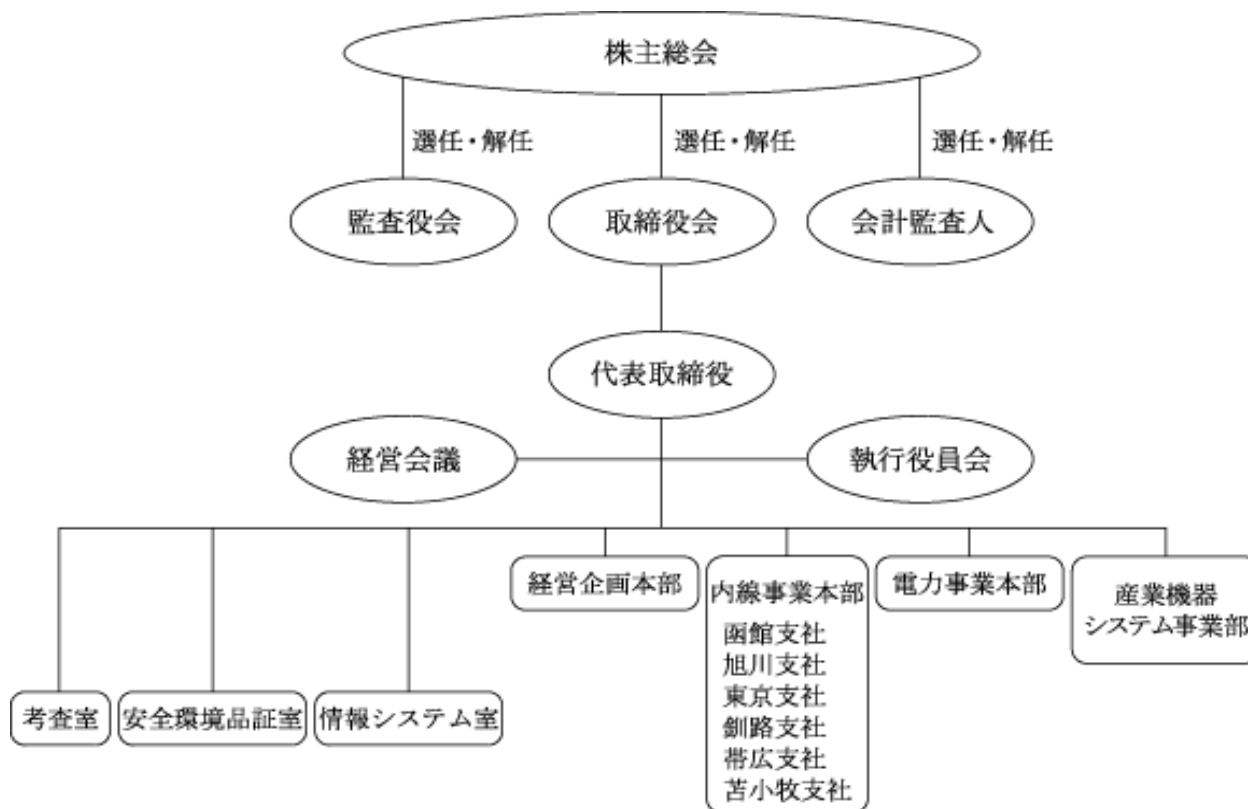 株主総会
選任・解任
選任・解任
選任・解任
監査役会
取締役会
会計監査人
代表取締役
経営会議
執行役員会
経営企画本部
内線事業本部
函館支社
旭川支社
東京支社
釧路支社
帯広支社
苫小牧支社
電力事業本部
産業機器
システム事業部
考査室
安全環境品証室
情報システム室